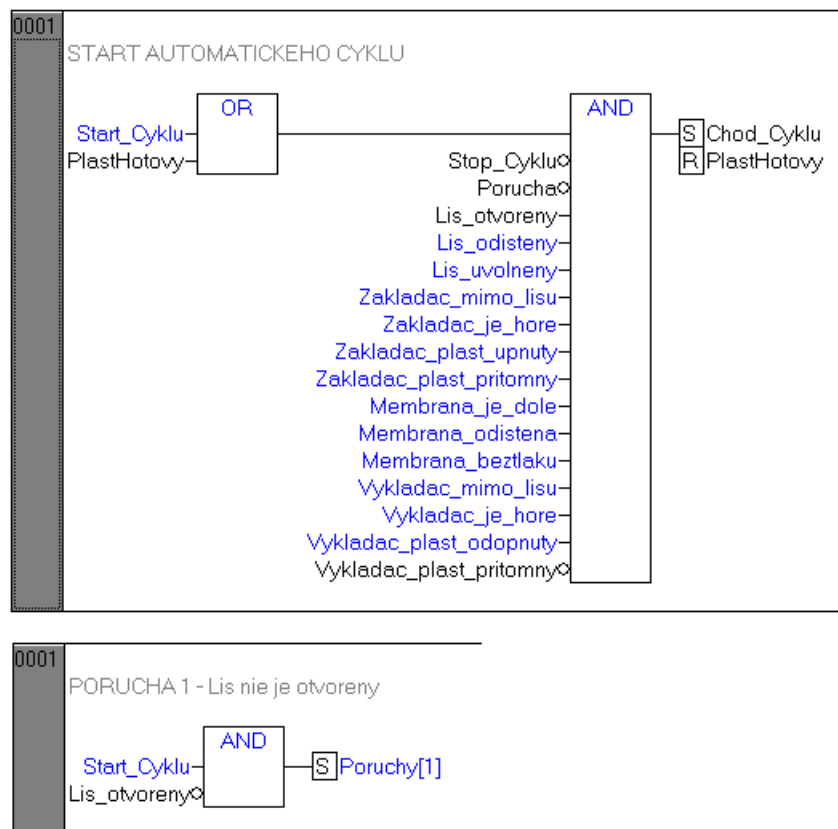 0001
START AUTOMATICKEHO CYKLU
OR
AND
Start_Cyklu
PlastHotovy
S Chod_Cyklu
R PlastHotovy
Stop_Cyklu
Porucha
Lis_otvoreny
Lis_odisteny
Lis_uvolneny
Zakladac_mimo_lisu
Zakladac_je_hore
Zakladac_plast_upnuty
Zakladac_plast_pritomny
Membrana_je_dole
Membrana_odistena
Membrana_beztlaku
Vykladac_mimo_lisu
Vykladac_je_hore
Vykladac_plast_odopnuty
Vykladac_plast_pritomny
0001
PORUCHA 1 - Lis nie je otvoreny
AND
Start_Cyklu
S Poruchy[1]
Lis_otvoreny